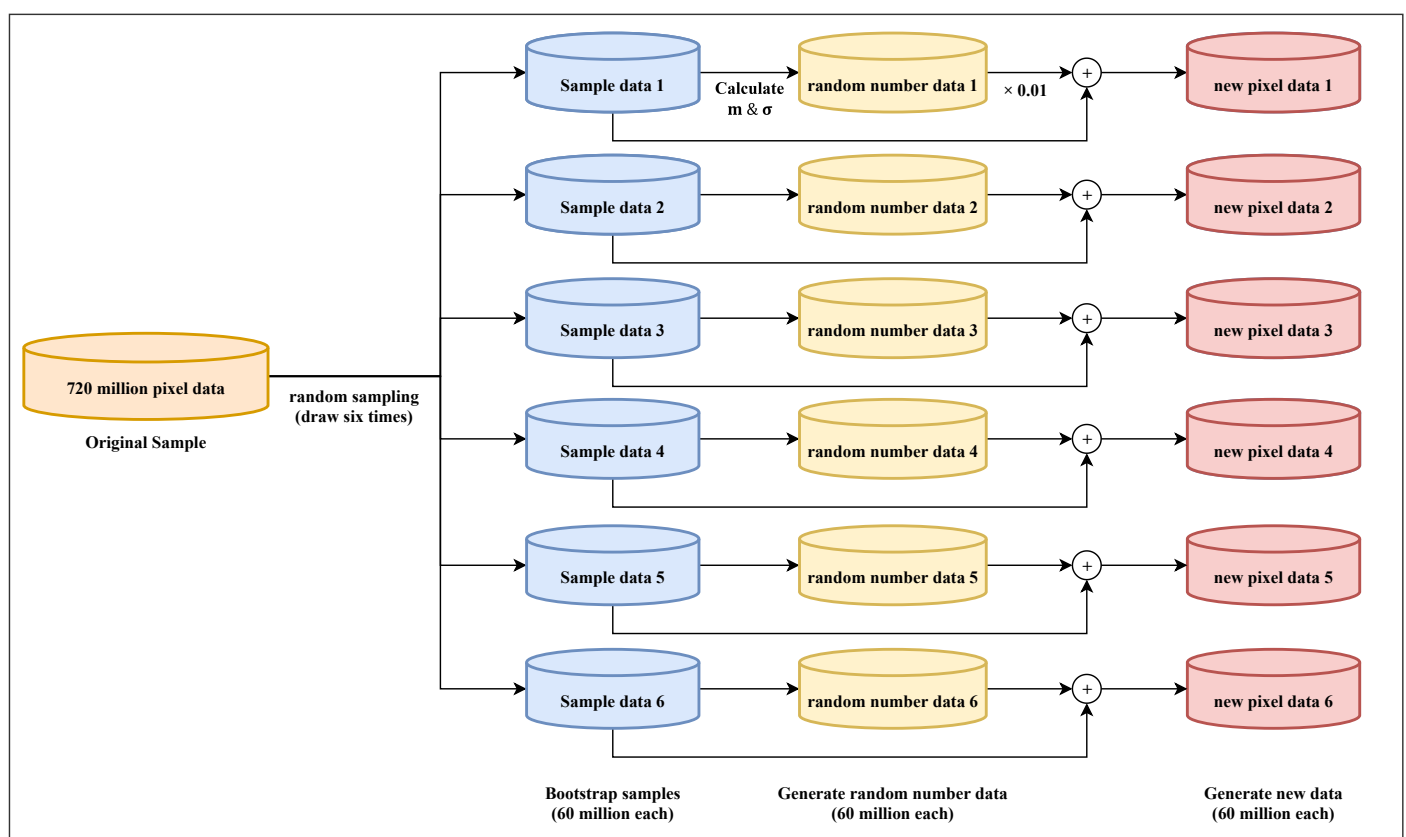 Sample data 1
Calculate
m & σ
random number data 1
× 0.01
+
new pixel data 1
Sample data 2
random number data 2
+
new pixel data 2
Sample data 3
random number data 3
+
new pixel data 3
720 million pixel data
Original Sample
random sampling
(draw six times)
Sample data 4
random number data 4
+
new pixel data 4
Sample data 5
random number data 5
+
new pixel data 5
Sample data 6
random number data 6
+
new pixel data 6
Bootstrap samples
(60 million each)
Generate random number data
(60 million each)
Generate new data
(60 million each)